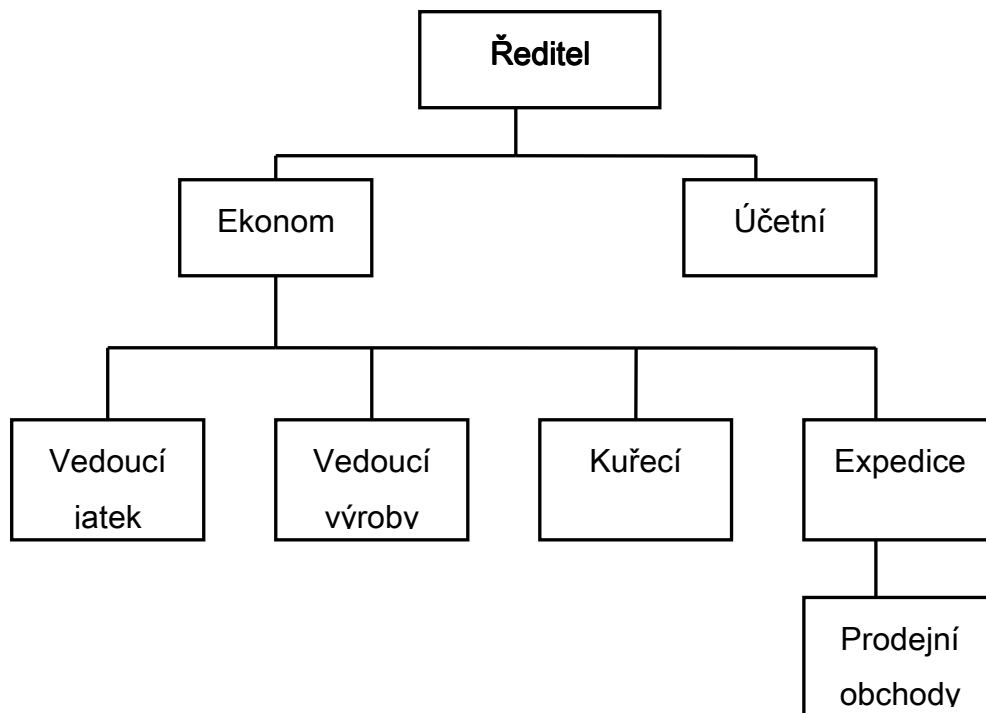 Ředitel
Ekonom
Účetní
Vedoucí
jatek
Vedoucí
výroby
Kuřecí
Expedice
Prodejní
obchody